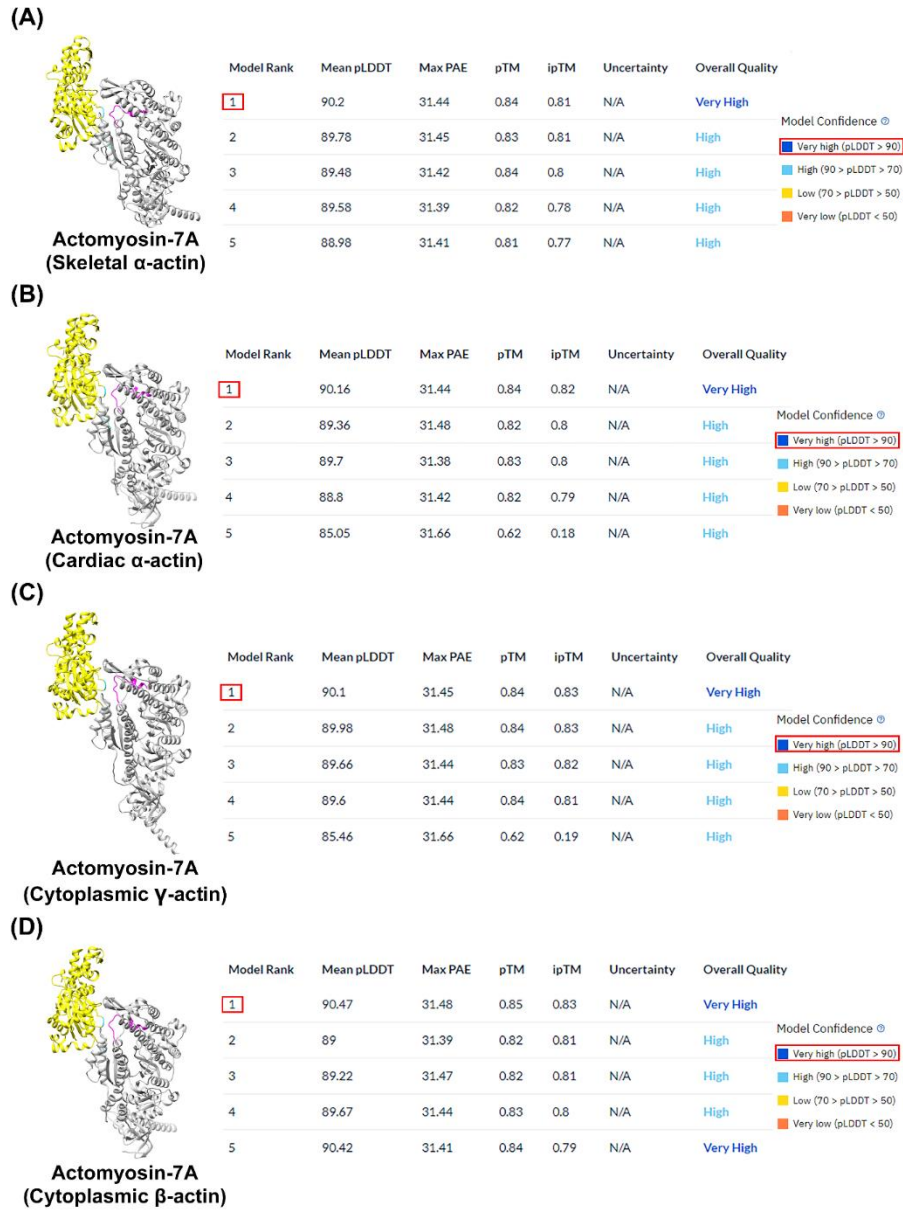 (A)
Model Rank Mean pLDDT Max PAE pTM ipTM Uncertainty Overall Quality
1 90.2 31.44 0.84 0.81 N/A Very High
2 89.78 31.45 0.83 0.81 N/A High
3 89.48 31.42 0.84 0.8 N/A High
4 89.58 31.39 0.82 0.78 N/A High
5 88.98 31.41 0.81 0.77 N/A High
Model Confidence ?
Very high (pLDDT > 90)
High (90 > pLDDT > 70)
Low (70 > pLDDT > 50)
Very low (pLDDT < 50)
Actomyosin-7A
(Skeletal α-actin)
(B)
Model Rank Mean pLDDT Max PAE pTM ipTM Uncertainty Overall Quality
1 90.16 31.44 0.84 0.82 N/A Very High
2 89.36 31.48 0.82 0.8 N/A High
3 89.7 31.38 0.83 0.8 N/A High
4 88.8 31.42 0.82 0.79 N/A High
5 85.05 31.66 0.62 0.18 N/A High
Model Confidence ?
Very high (pLDDT > 90)
High (90 > pLDDT > 70)
Low (70 > pLDDT > 50)
Very low (pLDDT < 50)
Actomyosin-7A
(Cardiac α-actin)
(C)
Model Rank Mean pLDDT Max PAE pTM ipTM Uncertainty Overall Quality
1 90.1 31.45 0.84 0.83 N/A Very High
2 89.98 31.48 0.84 0.83 N/A High
3 89.66 31.44 0.83 0.82 N/A High
4 89.6 31.44 0.84 0.81 N/A High
5 85.46 31.66 0.62 0.19 N/A High
Model Confidence ?
Very high (pLDDT > 90)
High (90 > pLDDT > 70)
Low (70 > pLDDT > 50)
Very low (pLDDT < 50)
Actomyosin-7A
(Cytoplasmic γ-actin)
(D)
Model Rank Mean pLDDT Max PAE pTM ipTM Uncertainty Overall Quality
1 90.47 31.48 0.85 0.83 N/A Very High
2 89 31.39 0.82 0.81 N/A High
3 89.22 31.47 0.82 0.81 N/A High
4 89.67 31.44 0.83 0.8 N/A High
5 90.42 31.41 0.84 0.79 N/A Very High
Model Confidence ?
Very high (pLDDT > 90)
High (90 > pLDDT > 70)
Low (70 > pLDDT > 50)
Very low (pLDDT < 50)
Actomyosin-7A
(Cytoplasmic β-actin)